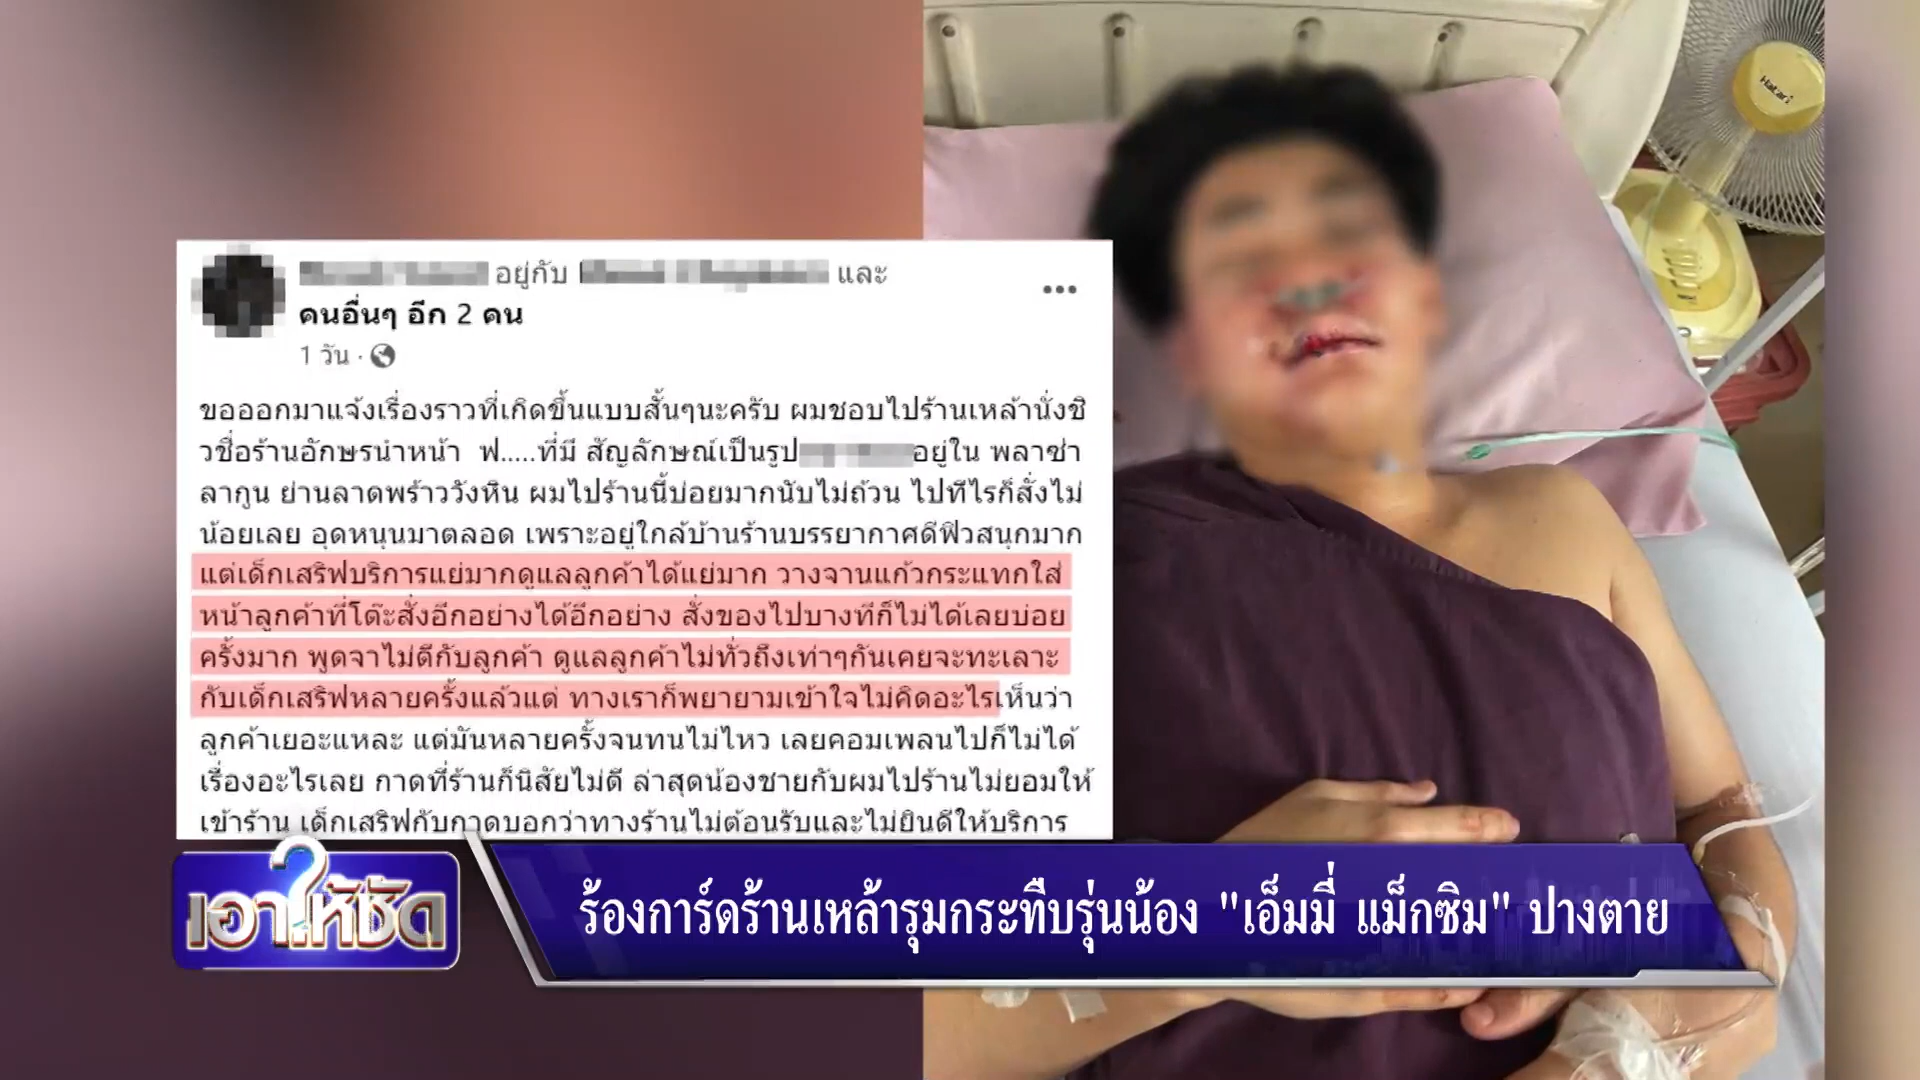 Hatari
อยู่กับ และ
คนอื่นๆ อีก 2 คน
1 วัน ·
ขอออกมาแจ้งเรื่องราวที่เกิดขึ้นแบบสั้นๆนะครับ ผมชอบไปร้านเหล้านั่งชิ
วชื่อร้านอักษรนำหน้า ฟ.....ที่มี สัญลักษณ์เป็นรูป อยู่ใน พลาซ่า
ลากูน ย่านลาดพร้าววังหิน ผมไปร้านนี้บ่อยมากนับไม่ถ้วน ไปทีไรก็สั่งไม่
น้อยเลย อุดหนุนมาตลอด เพราะอยู่ใกล้บ้านร้านบรรยากาศดีฟิวสนุกมาก
แต่เด็กเสริฟบริการแย่มากดูแลลูกค้าได้แย่มาก วางจานแก้วกระแทกใส่
หน้าลูกค้าที่โต๊ะสั่งอีกอย่างได้อีกอย่าง สั่งของไปบางทีก็ไม่ได้เลยบ่อย
ครั้งมาก พูดจาไม่ดีกับลูกค้า ดูแลลูกค้าไม่ทั่วถึงเท่าๆกันเคยจะทะเลาะ
กับเด็กเสริฟหลายครั้งแล้วแต่ ทางเราก็พยายามเข้าใจไม่คิดอะไรเห็นว่า
ลูกค้าเยอะแหละ แต่มันหลายครั้งจนทนไม่ไหว เลยคอมเพลนไปก็ไม่ได้
เรื่องอะไรเลย กาดที่ร้านก็นิสัยไม่ดี ล่าสุดน้องชายกับผมไปร้านไม่ยอมให้
เข้าร้าน เด็กเสริฟกับกาดบอกว่าทางร้านไม่ต้อนรับและไม่ยินดีให้บริการ
เอาให้ชัด?
ร้องการ์ดร้านเหล้ารุมกระทืบรุ่นน้อง "เอ็มมี่ แม็กซิม" ปางตาย